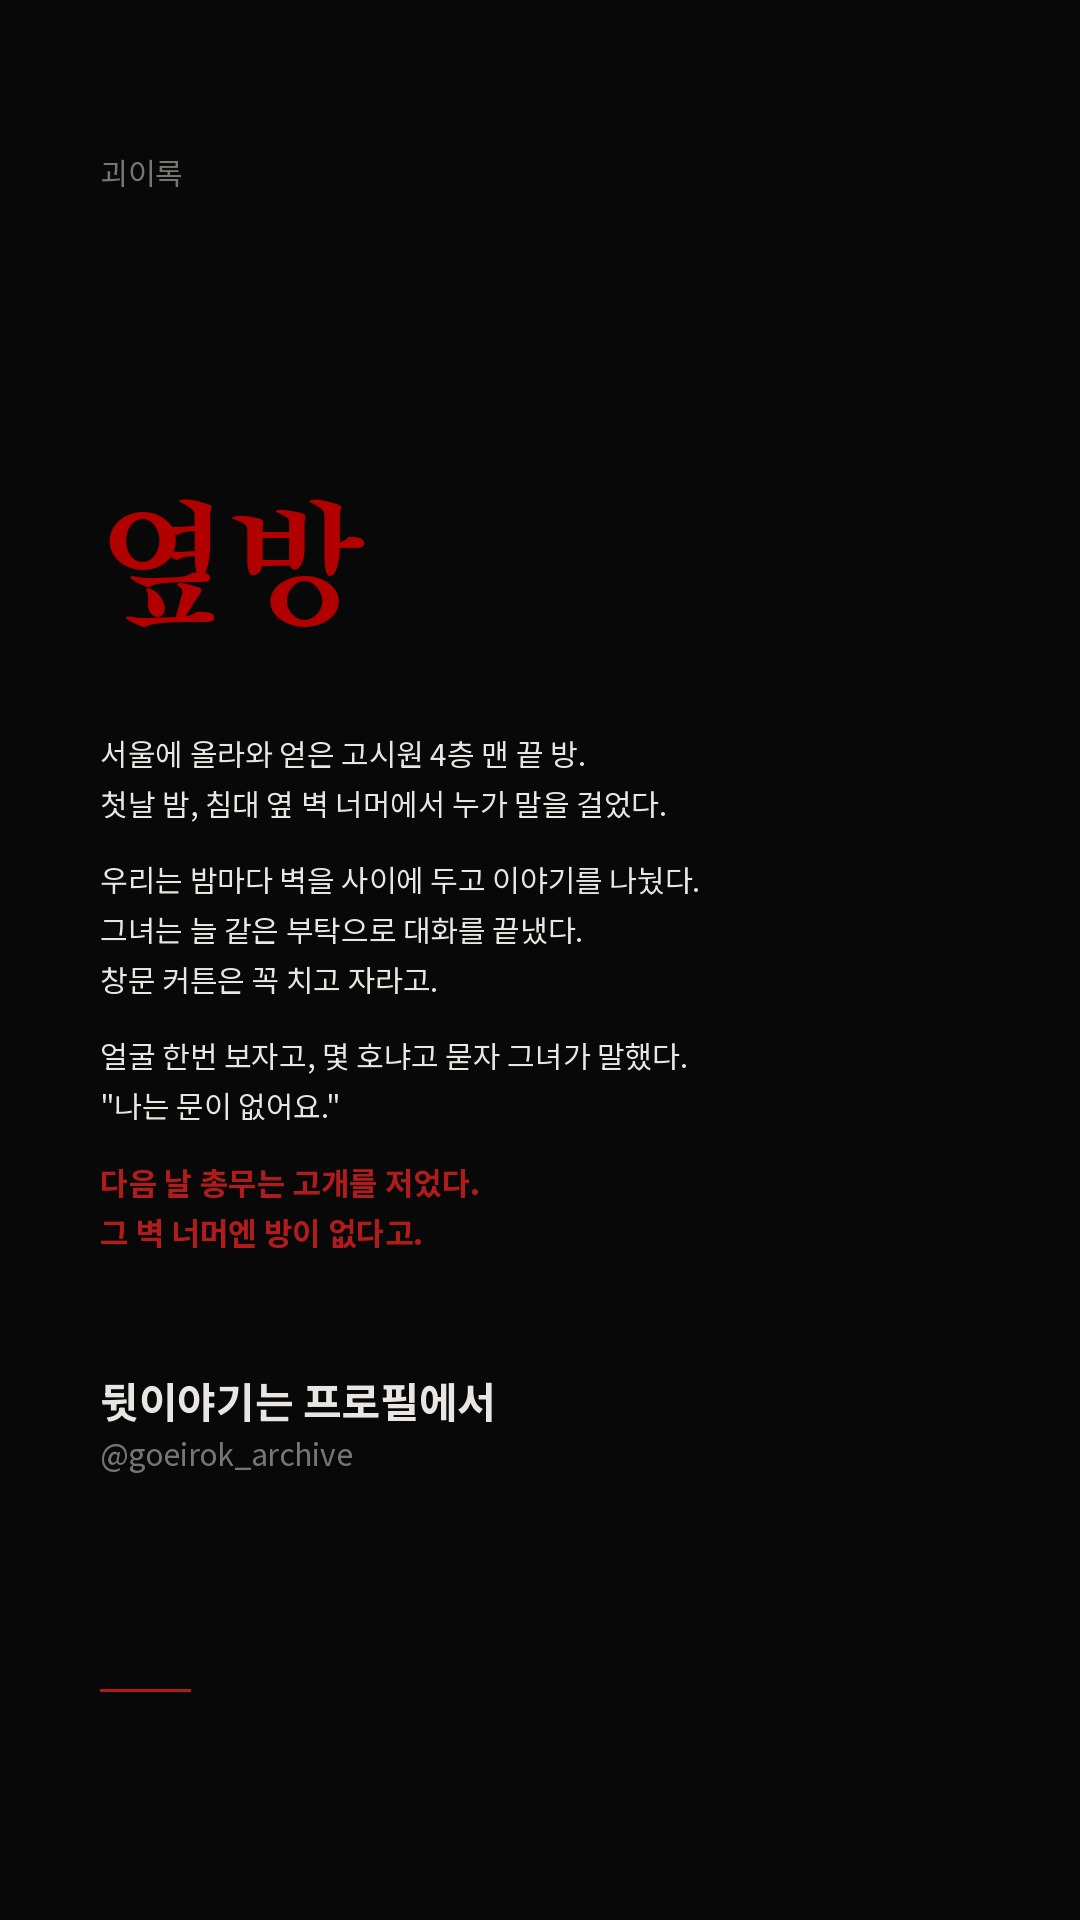 괴이록
옆방
서울에 올라와 얻은 고시원 4층 맨 끝 방.
첫날 밤, 침대 옆 벽 너머에서 누가 말을 걸었다.
우리는 밤마다 벽을 사이에 두고 이야기를 나눴다.
그녀는 늘 같은 부탁으로 대화를 끝냈다.
창문 커튼은 꼭 치고 자라고.
얼굴 한번 보자고, 몇 호냐고 묻자 그녀가 말했다.
"나는 문이 없어요."
다음 날 총무는 고개를 저었다.
그 벽 너머엔 방이 없다고.
뒷이야기는 프로필에서
@goeirok_archive